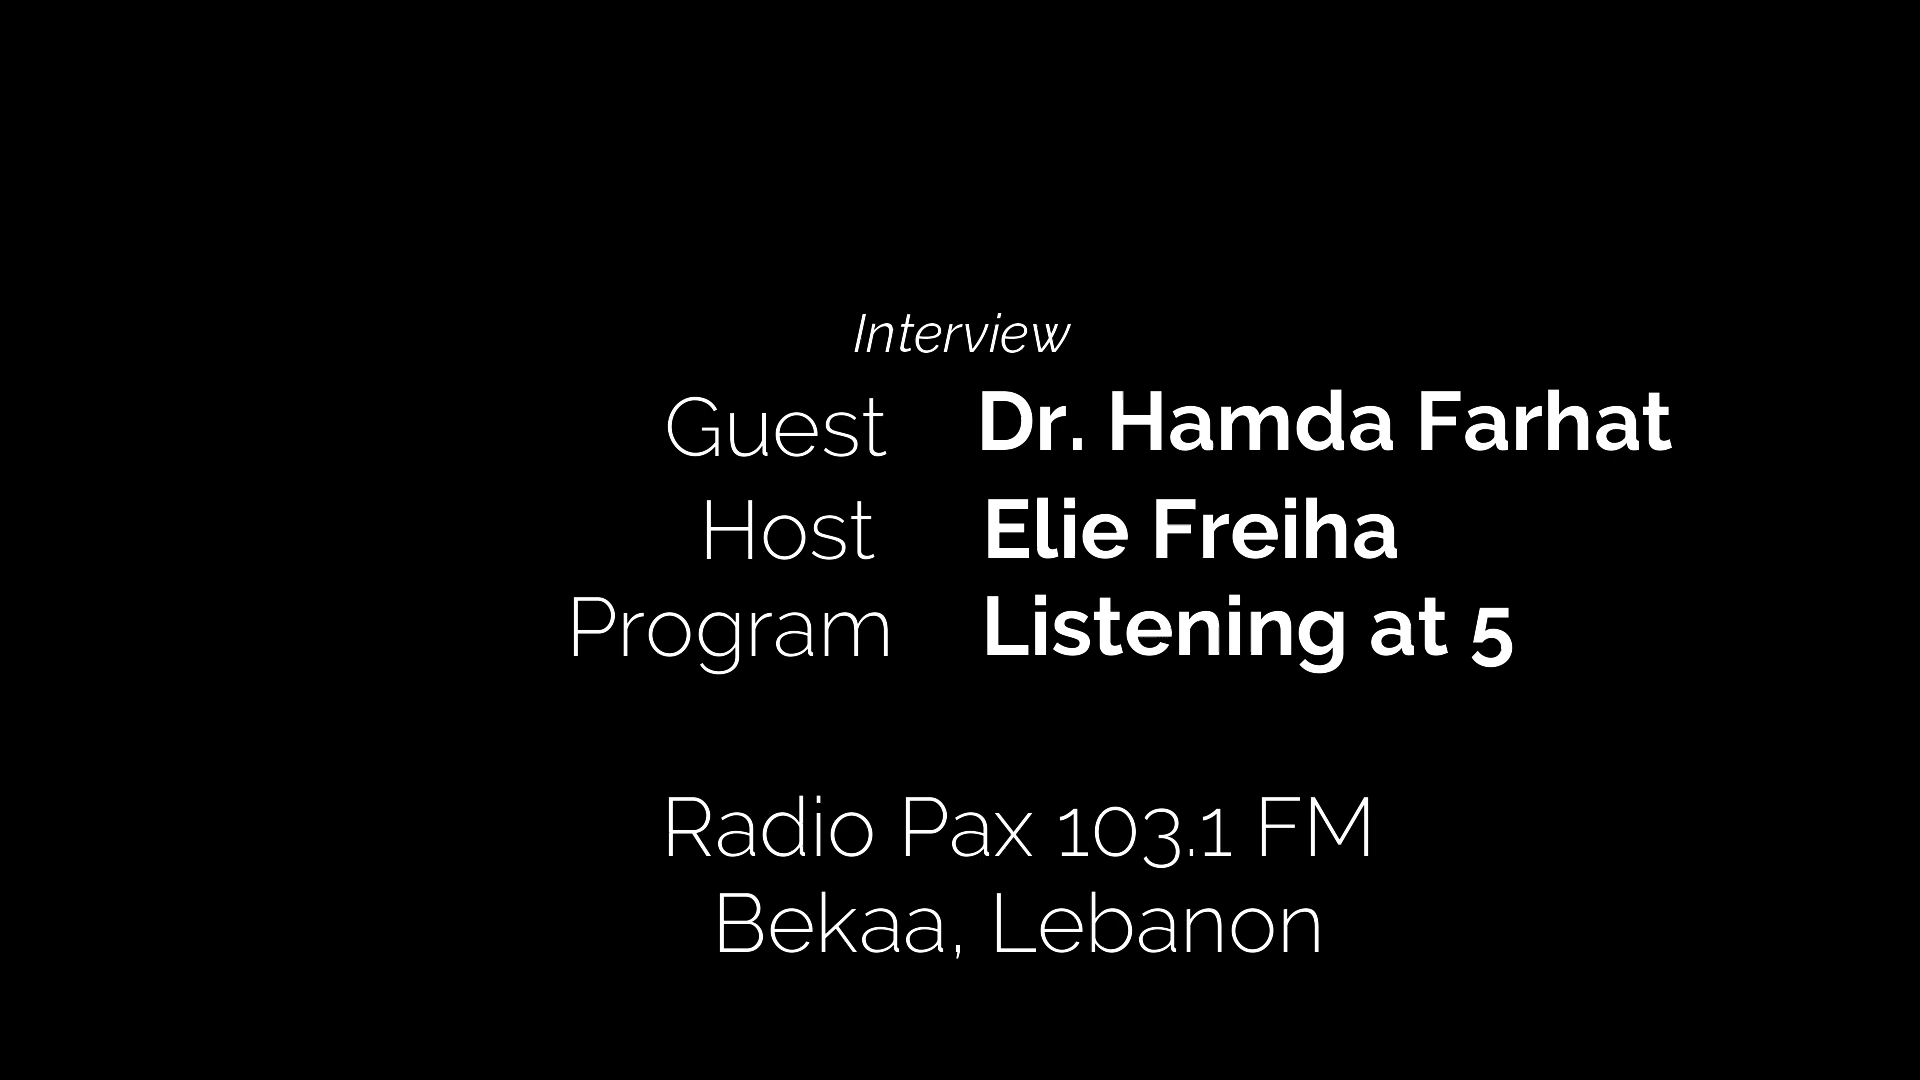 Interview
Guest Dr. Hamda Farhat
Host Elie Freiha
Program Listening at 5
Radio Pax 103.1 FM
Bekaa, Lebanon